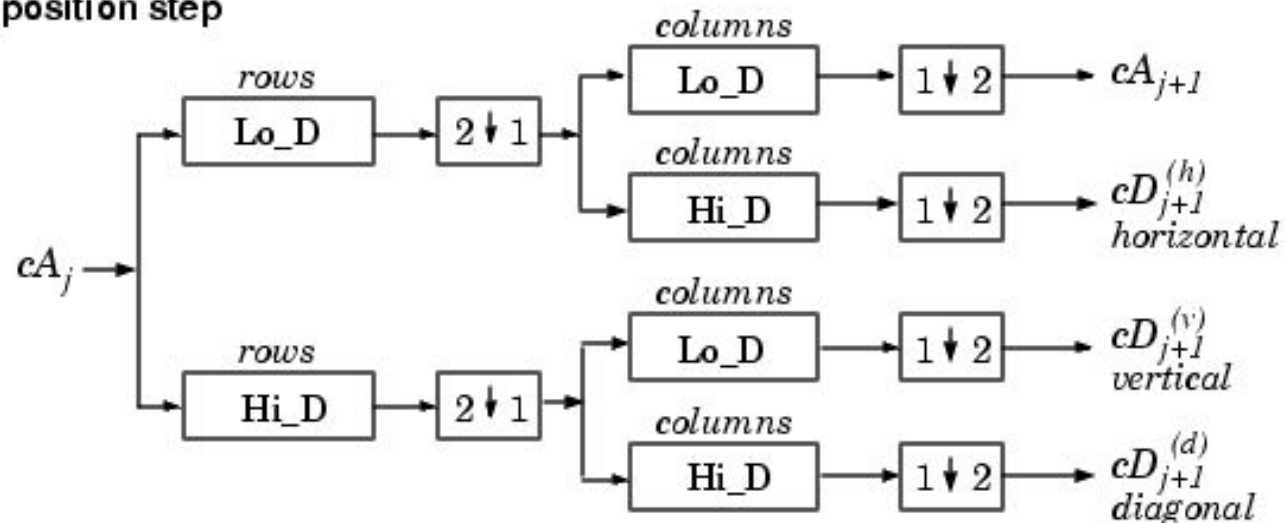 position step
columns
Lo_D
1↓2
cA_{j+1}
rows
Lo_D
2↓1
columns
Hi_D
1↓2
cD_{j+1}^{(h)}
horizontal
cA_j
columns
Lo_D
1↓2
cD_{j+1}^{(v)}
vertical
rows
Hi_D
2↓1
columns
Hi_D
1↓2
cD_{j+1}^{(d)}
diagonal